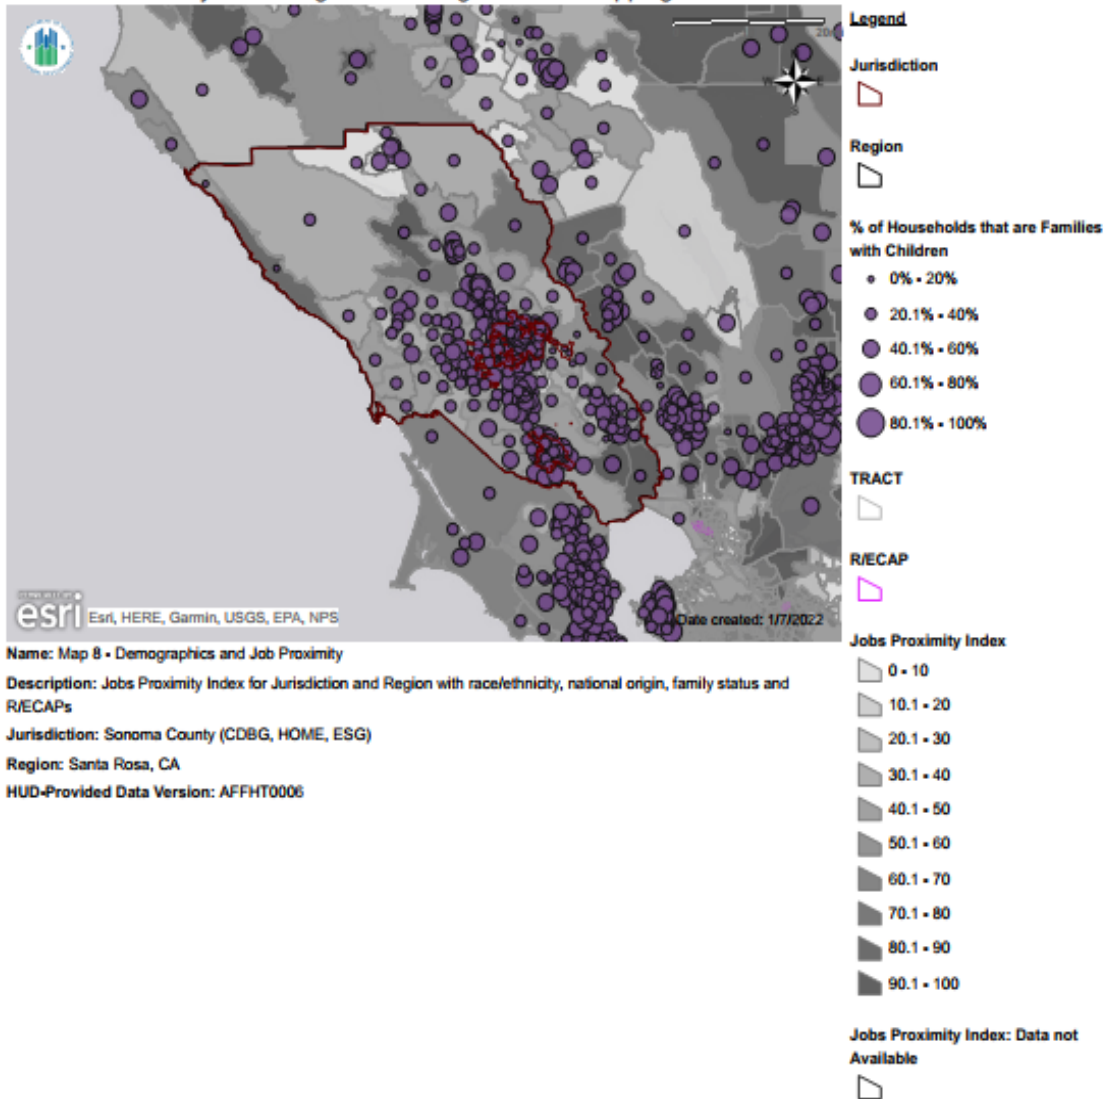 Legend
20mi
Jurisdiction
Region
% of Households that are Families
with Children
0% - 20%
20.1% - 40%
40.1% - 60%
60.1% - 80%
80.1% - 100%
TRACT
R/ECAP
esri
Esri, HERE, Garmin, USGS, EPA, NPS
Date created: 1/7/2022
Jobs Proximity Index
0 - 10
10.1 - 20
20.1 - 30
30.1 - 40
40.1 - 50
50.1 - 60
60.1 - 70
70.1 - 80
80.1 - 90
90.1 - 100
Jobs Proximity Index: Data not
Available
Name: Map 8 - Demographics and Job Proximity
Description: Jobs Proximity Index for Jurisdiction and Region with race/ethnicity, national origin, family status and
R/ECAPs
Jurisdiction: Sonoma County (CDBG, HOME, ESG)
Region: Santa Rosa, CA
HUD-Provided Data Version: AFFHT0006